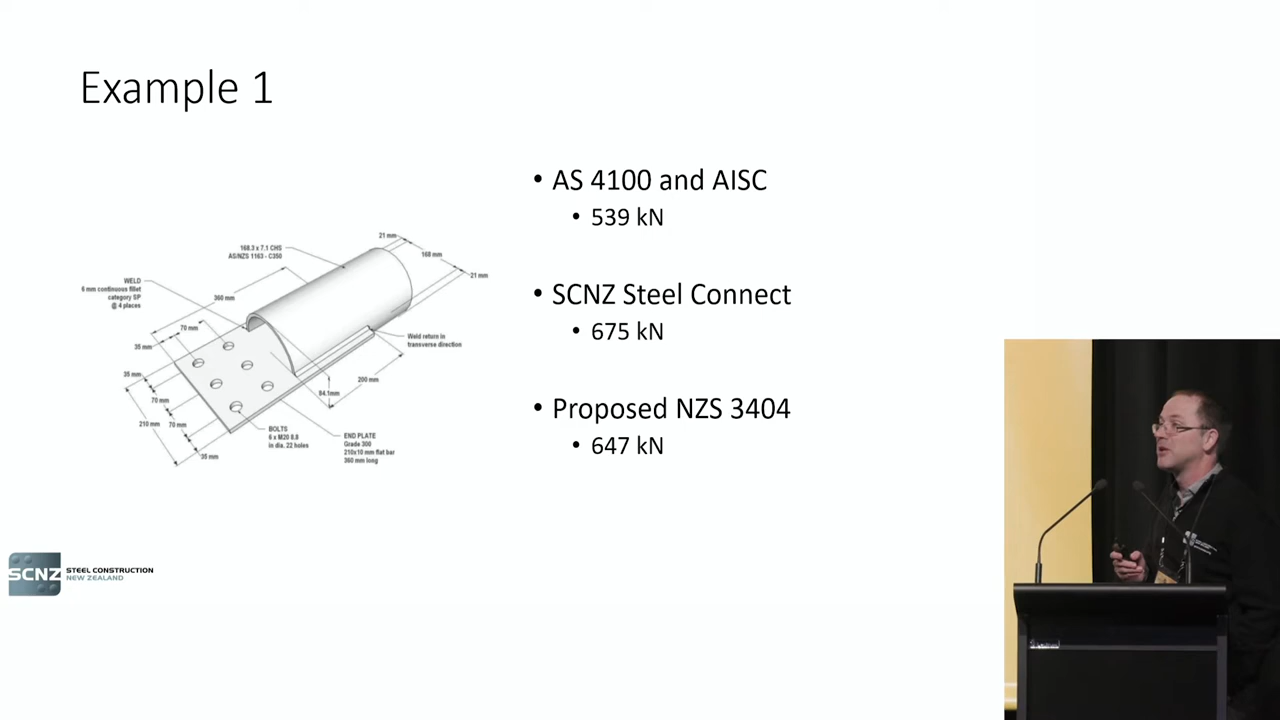 Example 1
• AS 4100 and AISC
• 539 kN
• SCNZ Steel Connect
• 675 kN
• Proposed NZS 3404
• 647 kN
168.3 x 7.1 CHS
AS/NZS 1163 - C350
21 mm
168 mm
21 mm
WELD
6 mm continuous fillet
category SP
@ 4 places
360 mm
70 mm
35 mm
35 mm
70 mm
210 mm
70 mm
35 mm
Weld return in
transverse direction
200 mm
84.1mm
BOLTS
6 x M20 8.8
in dia. 22 holes
END PLATE
Grade 300
210x10 mm flat bar
360 mm long
SCNZ
STEEL CONSTRUCTION
NEW ZEALAND